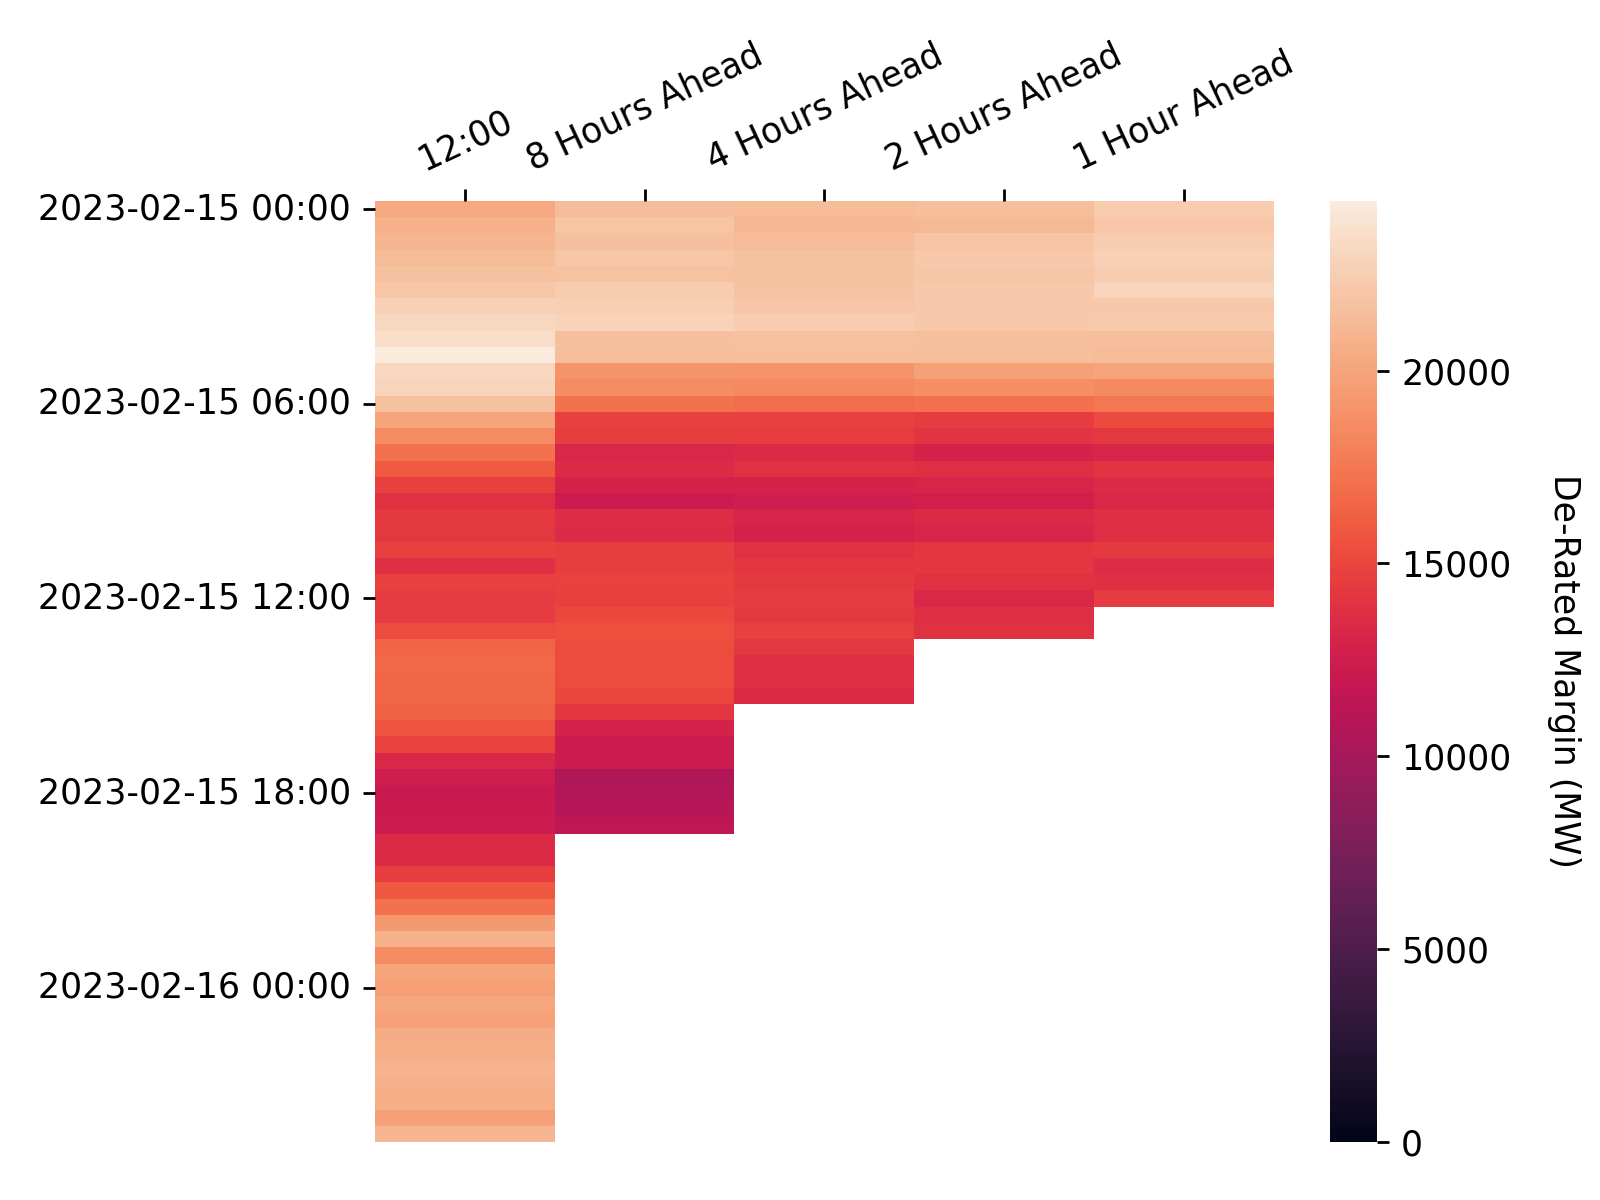 12:00
8 Hours Ahead
4 Hours Ahead
2 Hours Ahead
1 Hour Ahead
2023-02-15 00:00
2023-02-15 06:00
2023-02-15 12:00
2023-02-15 18:00
2023-02-16 00:00
20000
15000
10000
5000
0
De-Rated Margin (MW)